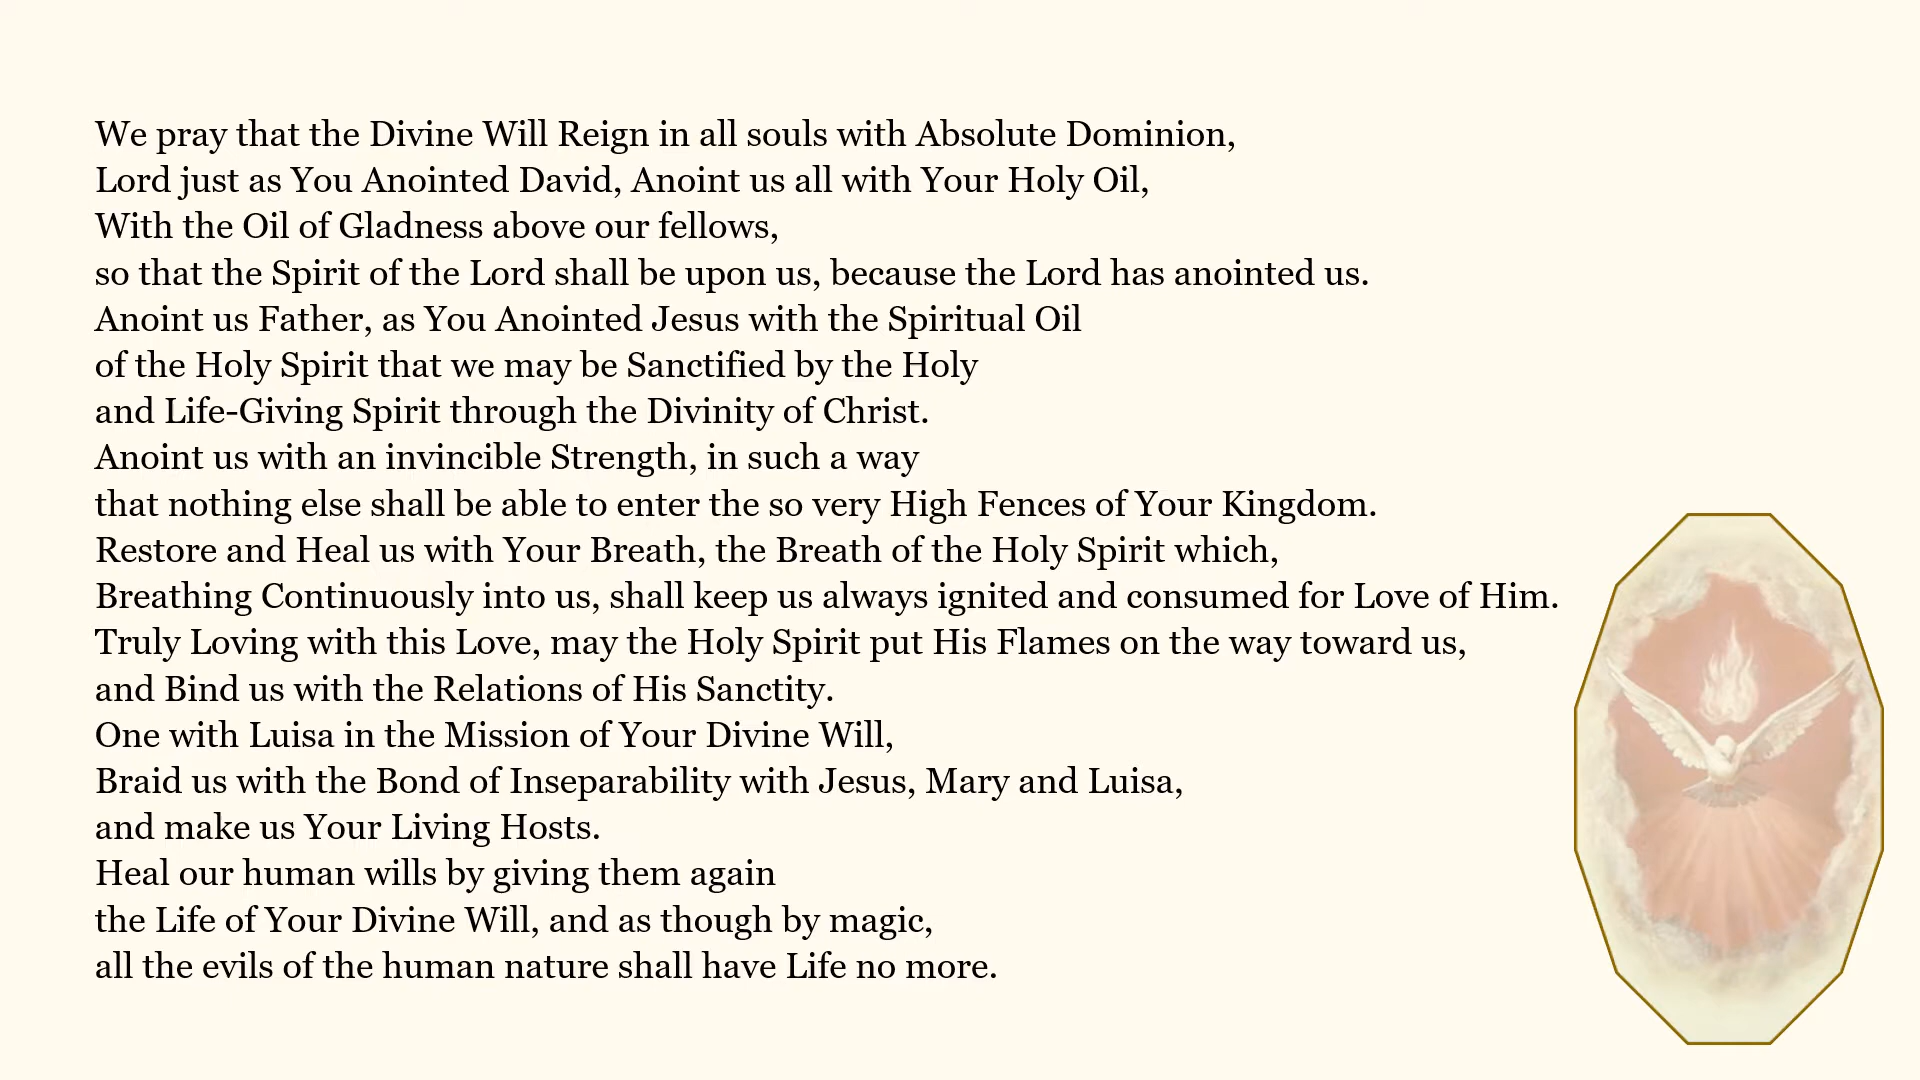 We pray that the Divine Will Reign in all souls with Absolute Dominion,
Lord just as You Anointed David, Anoint us all with Your Holy Oil,
With the Oil of Gladness above our fellows,
so that the Spirit of the Lord shall be upon us, because the Lord has anointed us.
Anoint us Father, as You Anointed Jesus with the Spiritual Oil
of the Holy Spirit that we may be Sanctified by the Holy
and Life-Giving Spirit through the Divinity of Christ.
Anoint us with an invincible Strength, in such a way
that nothing else shall be able to enter the so very High Fences of Your Kingdom.
Restore and Heal us with Your Breath, the Breath of the Holy Spirit which,
Breathing Continuously into us, shall keep us always ignited and consumed for Love of Him.
Truly Loving with this Love, may the Holy Spirit put His Flames on the way toward us,
and Bind us with the Relations of His Sanctity.
One with Luisa in the Mission of Your Divine Will,
Braid us with the Bond of Inseparability with Jesus, Mary and Luisa,
and make us Your Living Hosts.
Heal our human wills by giving them again
the Life of Your Divine Will, and as though by magic,
all the evils of the human nature shall have Life no more.